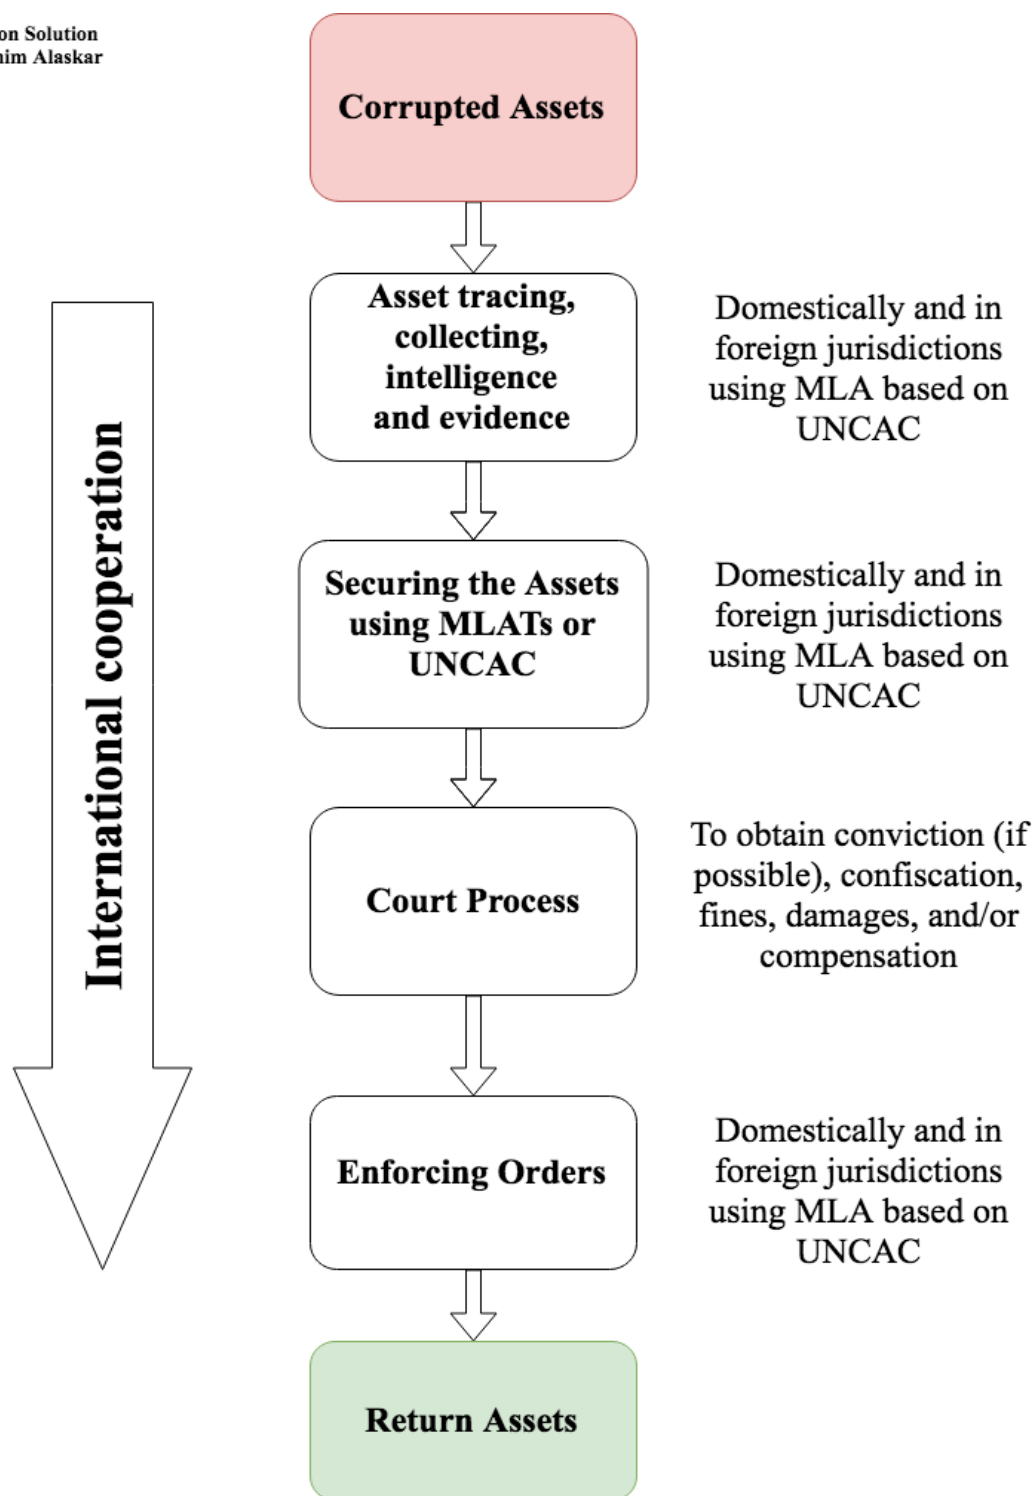 on Solution
him Alaskar
Corrupted Assets
Asset tracing,
collecting,
intelligence
and evidence
Domestically and in
foreign jurisdictions
using MLA based on
UNCAC
Securing the Assets
using MLATs or
UNCAC
Domestically and in
foreign jurisdictions
using MLA based on
UNCAC
International cooperation
Court Process
To obtain conviction (if
possible), confiscation,
fines, damages, and/or
compensation
Enforcing Orders
Domestically and in
foreign jurisdictions
using MLA based on
UNCAC
Return Assets